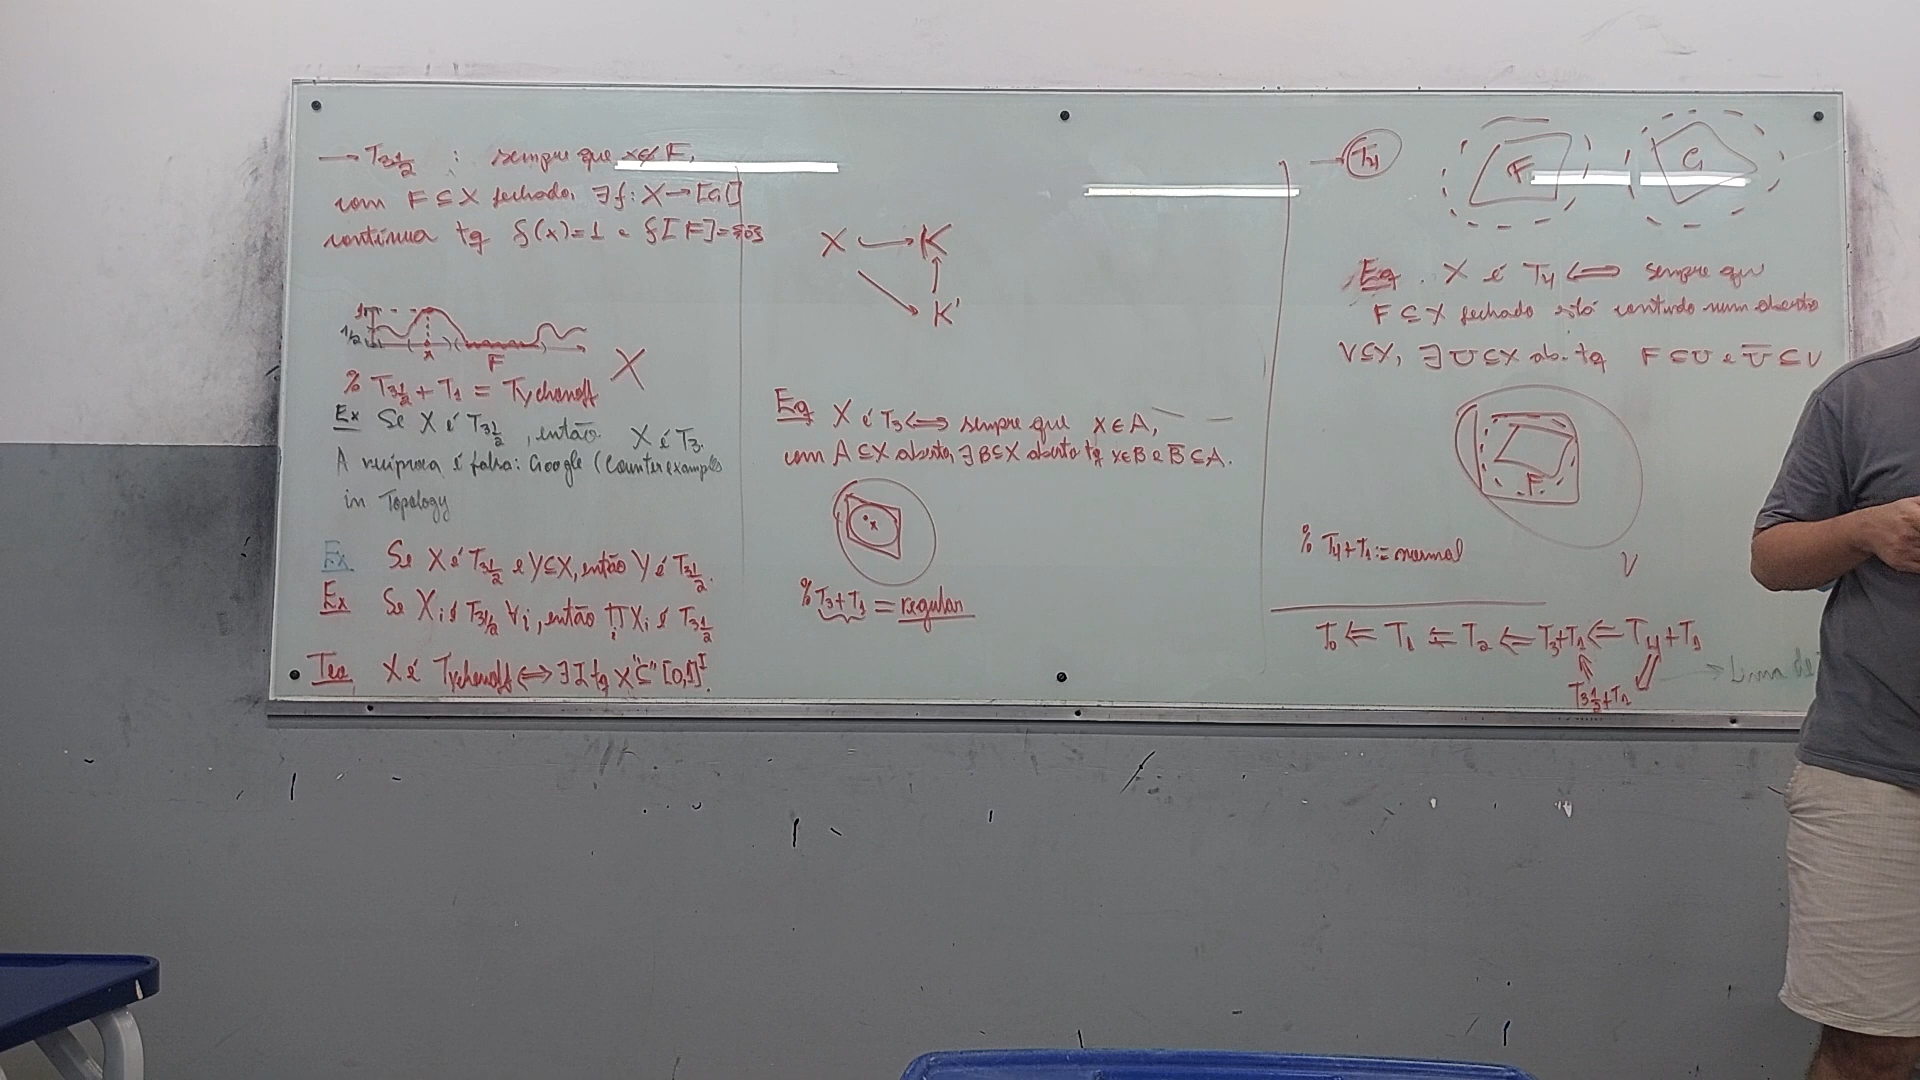 → T3½ : sempre que x∉F,
com F⊆X fechado, ∃f: X→[0,1]
contínua tq f(x)=1 e f[F]={0}
1
1/2
x
F
X
% T3½ + T1 = Tychonoff
Ex Se X é T3½, então X é T3.
A recíproca é falsa: Google (Counterexamples
in Topology
Ex Se X é T3½ e Y⊆X, então Y é T3½.
Ex Se Xi é T3½ ∀i, então ∏i Xi é T3½
Teo X é Tychonoff ⟺ ∃I tq X "⊆" [0,1]^I.
X → K
K'
Eq X é T3 ⟺ sempre que x∈A,
com A⊆X aberto, ∃B⊆X aberto tq x∈B e B̅⊆A.
x
% T3+T1 = regular
→ T4
F
G
Eq. X é T4 ⟺ sempre que
F⊆X fechado está contido num aberto
V⊆X, ∃U⊆X ab. tq F⊆U e U̅⊆V
F
V
% T4+T1 := normal
T0 ⇐ T1 ⇐ T2 ⇐ T3+T1 ⇐ T4+T1
⇑ ⇙
T3½+T1